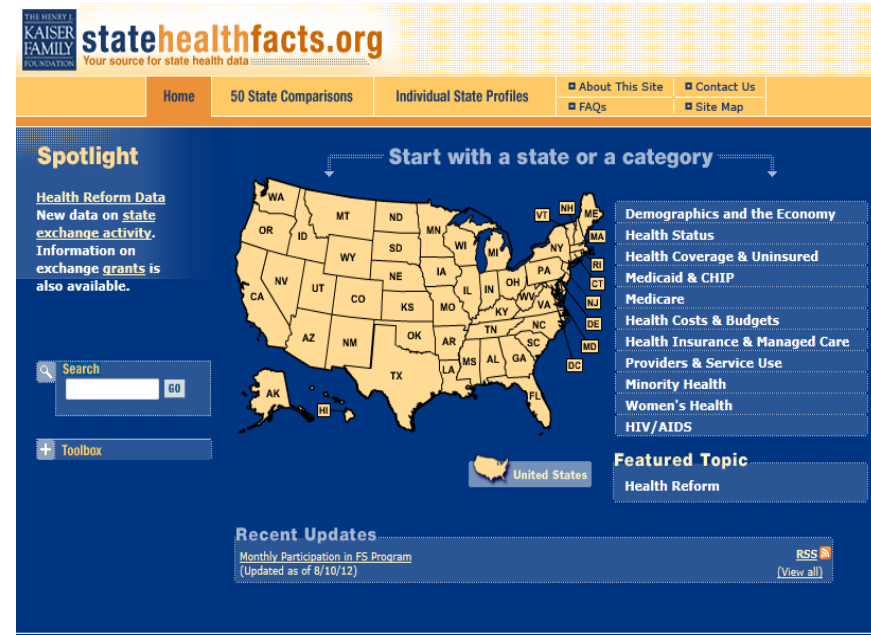 THE HENRY J.
KAISER
FAMILY
FOUNDATION
statehealthfacts.org
Your source for state health data
Home
50 State Comparisons
Individual State Profiles
About This Site
Contact Us
FAQs
Site Map
Spotlight
Health Reform Data
New data on state
exchange activity.
Information on
exchange grants is
also available.
Search
GO
Toolbox
Start with a state or a category
WA
OR
CA
NV
ID
MT
WY
UT
AZ
CO
NM
ND
SD
NE
KS
OK
TX
MN
IA
MO
AR
LA
WI
IL
MI
IN
OH
KY
TN
MS
AL
GA
FL
SC
NC
VA
WV
PA
NY
VT
NH
ME
MA
RI
CT
NJ
DE
MD
DC
AK
HI
United States
Demographics and the Economy
Health Status
Health Coverage & Uninsured
Medicaid & CHIP
Medicare
Health Costs & Budgets
Health Insurance & Managed Care
Providers & Service Use
Minority Health
Women's Health
HIV/AIDS
Featured Topic
Health Reform
Recent Updates
Monthly Participation in FS Program
(Updated as of 8/10/12)
RSS
(View all)